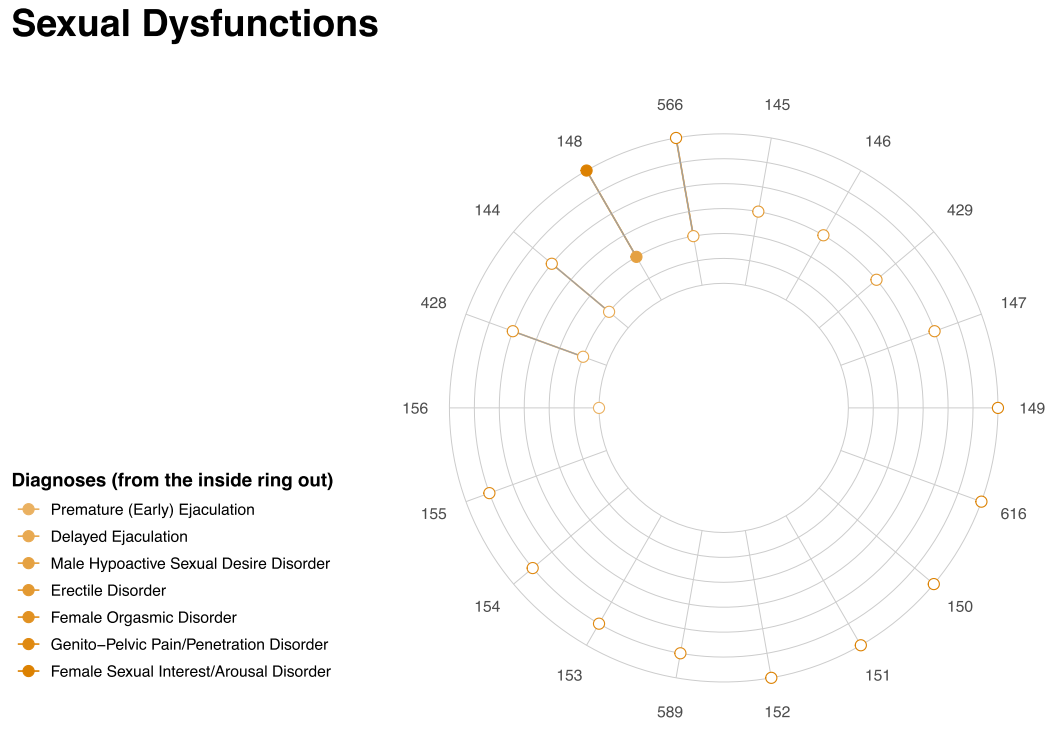 Sexual Dysfunctions
566
145
148
146
144
429
428
147
156
149
155
616
154
150
153
151
589
152
Diagnoses (from the inside ring out)
Premature (Early) Ejaculation
Delayed Ejaculation
Male Hypoactive Sexual Desire Disorder
Erectile Disorder
Female Orgasmic Disorder
Genito−Pelvic Pain/Penetration Disorder
Female Sexual Interest/Arousal Disorder